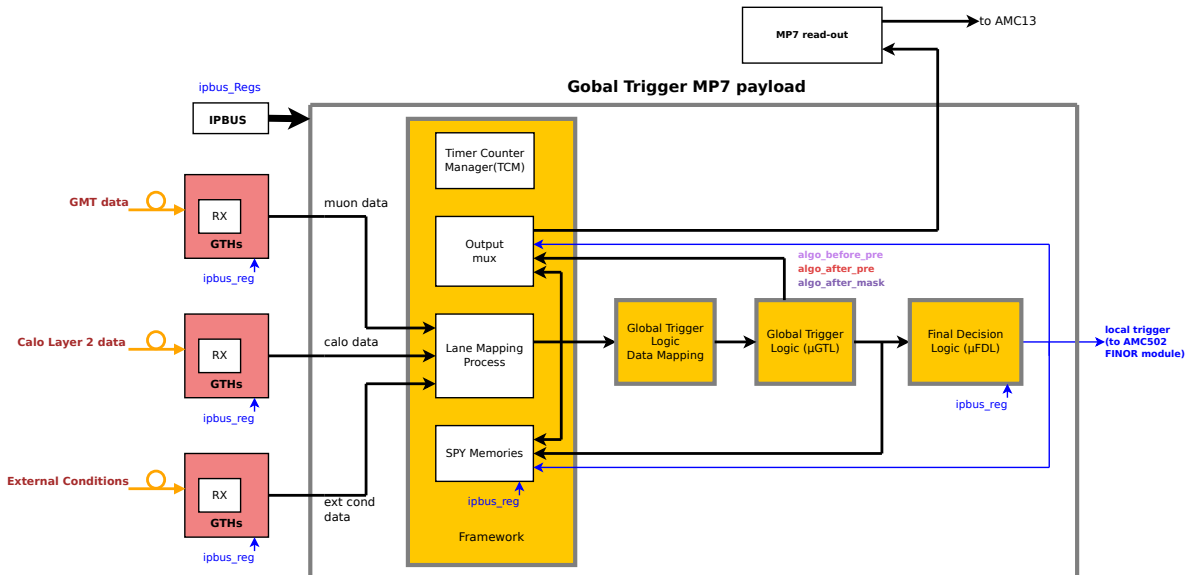 to AMC13
MP7 read-out
Gobal Trigger MP7 payload
ipbus_Regs
IPBUS
Timer Counter
Manager(TCM)
GMT data
RX
GTHs
ipbus_reg
muon data
Output
mux
algo_before_pre
algo_after_pre
algo_after_mask
Calo Layer 2 data
RX
GTHs
ipbus_reg
calo data
Lane Mapping
Process
Global Trigger
Logic
Data Mapping
Global Trigger
Logic (μGTL)
Final Decision
Logic (μFDL)
ipbus_reg
local trigger
(to AMC502
FINOR module)
External Conditions
RX
GTHs
ipbus_reg
ext cond
data
SPY Memories
ipbus_reg
Framework